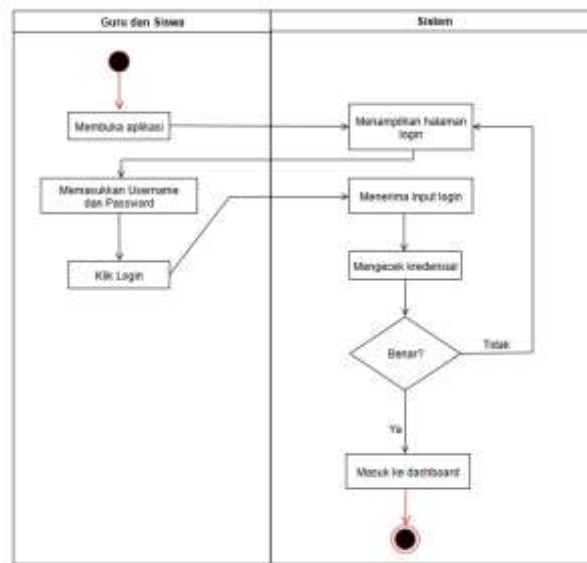 Guru dan Siswa
Sistem
Membuka aplikasi
Menampilkan halaman
login
Memasukkan Username
dan Password
Menerima input login
Klik Login
Mengecek kredensial
Benar?
Tidak
Ya
Masuk ke dashboard